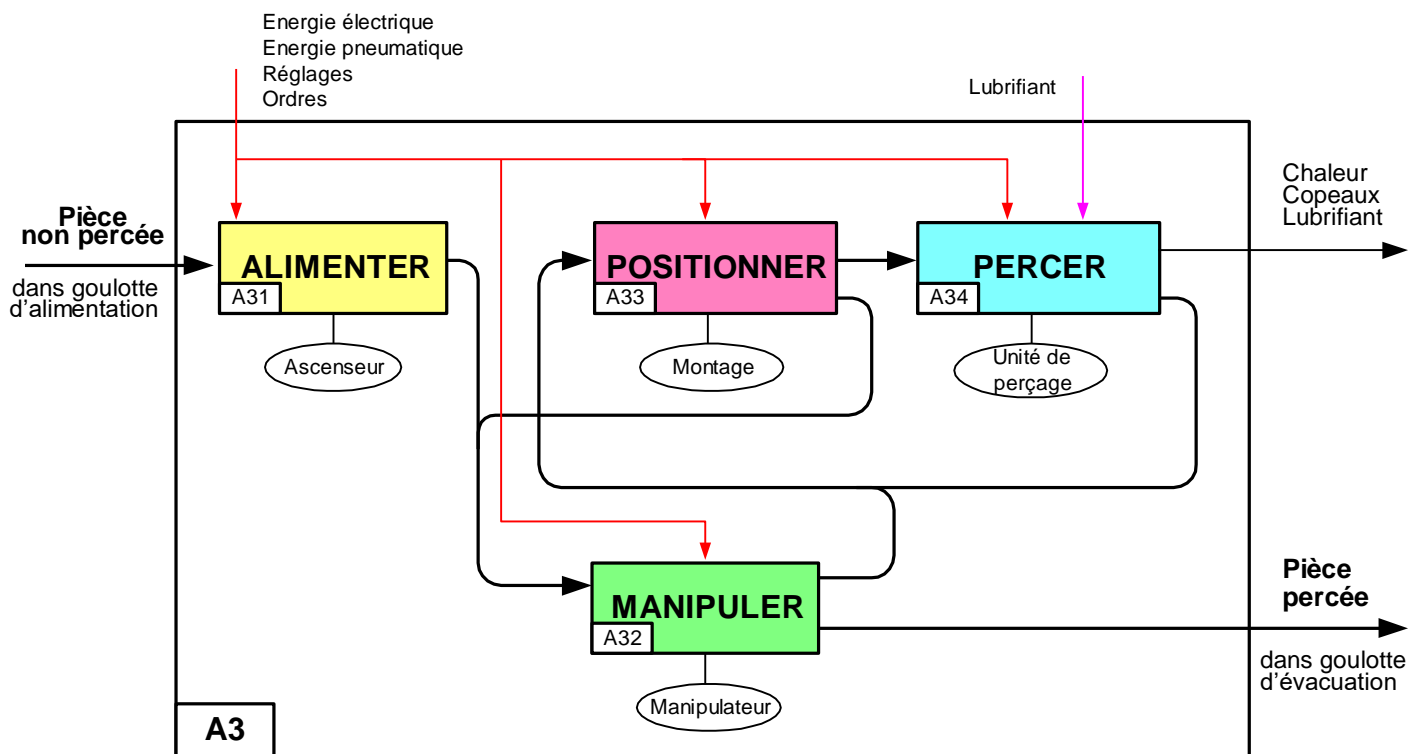 Energie électrique
Energie pneumatique
Réglages
Ordres
Lubrifiant
Chaleur
Copeaux
Lubrifiant
Pièce
non percée
dans goulotte
d'alimentation
ALIMENTER
A31
Ascenseur
POSITIONNER
A33
Montage
PERCER
A34
Unité de
perçage
MANIPULER
A32
Manipulateur
Pièce
percée
dans goulotte
d'évacuation
A3